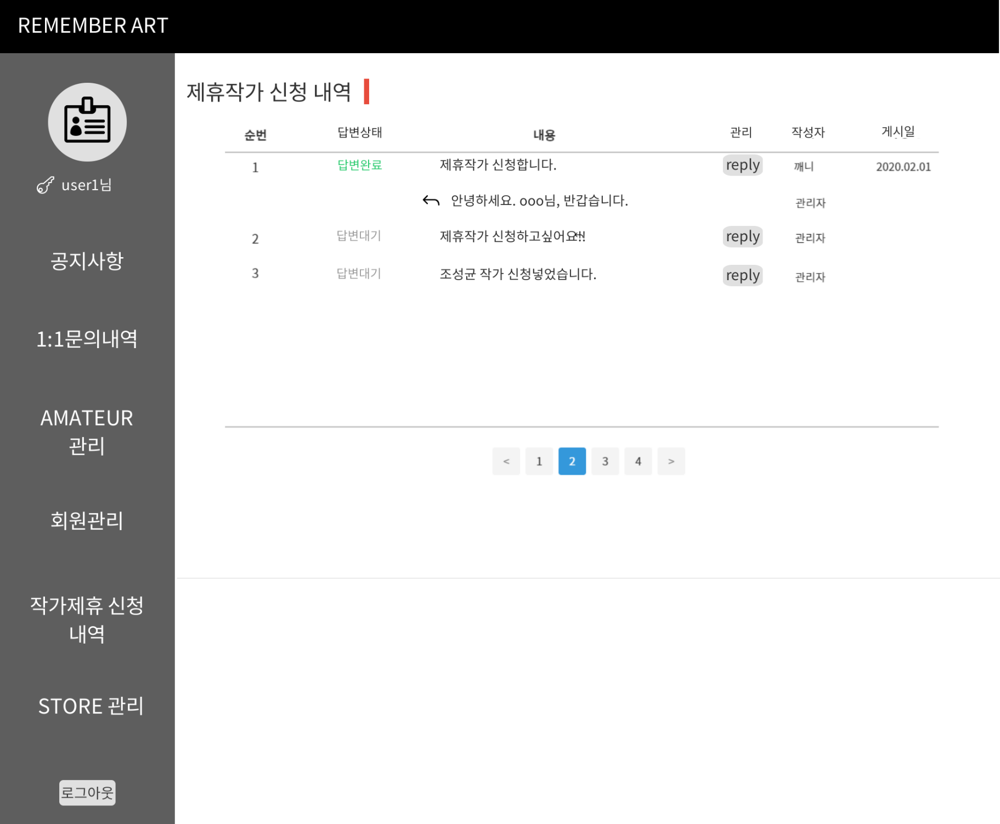 REMEMBER ART
user1님
공지사항
1:1문의내역
AMATEUR
관리
회원관리
작가제휴 신청
내역
STORE 관리
로그아웃
제휴작가 신청 내역
순번 답변상태 내용 관리 작성자 게시일
1 답변완료 제휴작가 신청합니다. reply 깨니 2020.02.01
안녕하세요. ooo님, 반갑습니다. 관리자
2 답변대기 제휴작가 신청하고싶어요!! reply 관리자
3 답변대기 조성균 작가 신청넣었습니다. reply 관리자
< 1 2 3 4 >